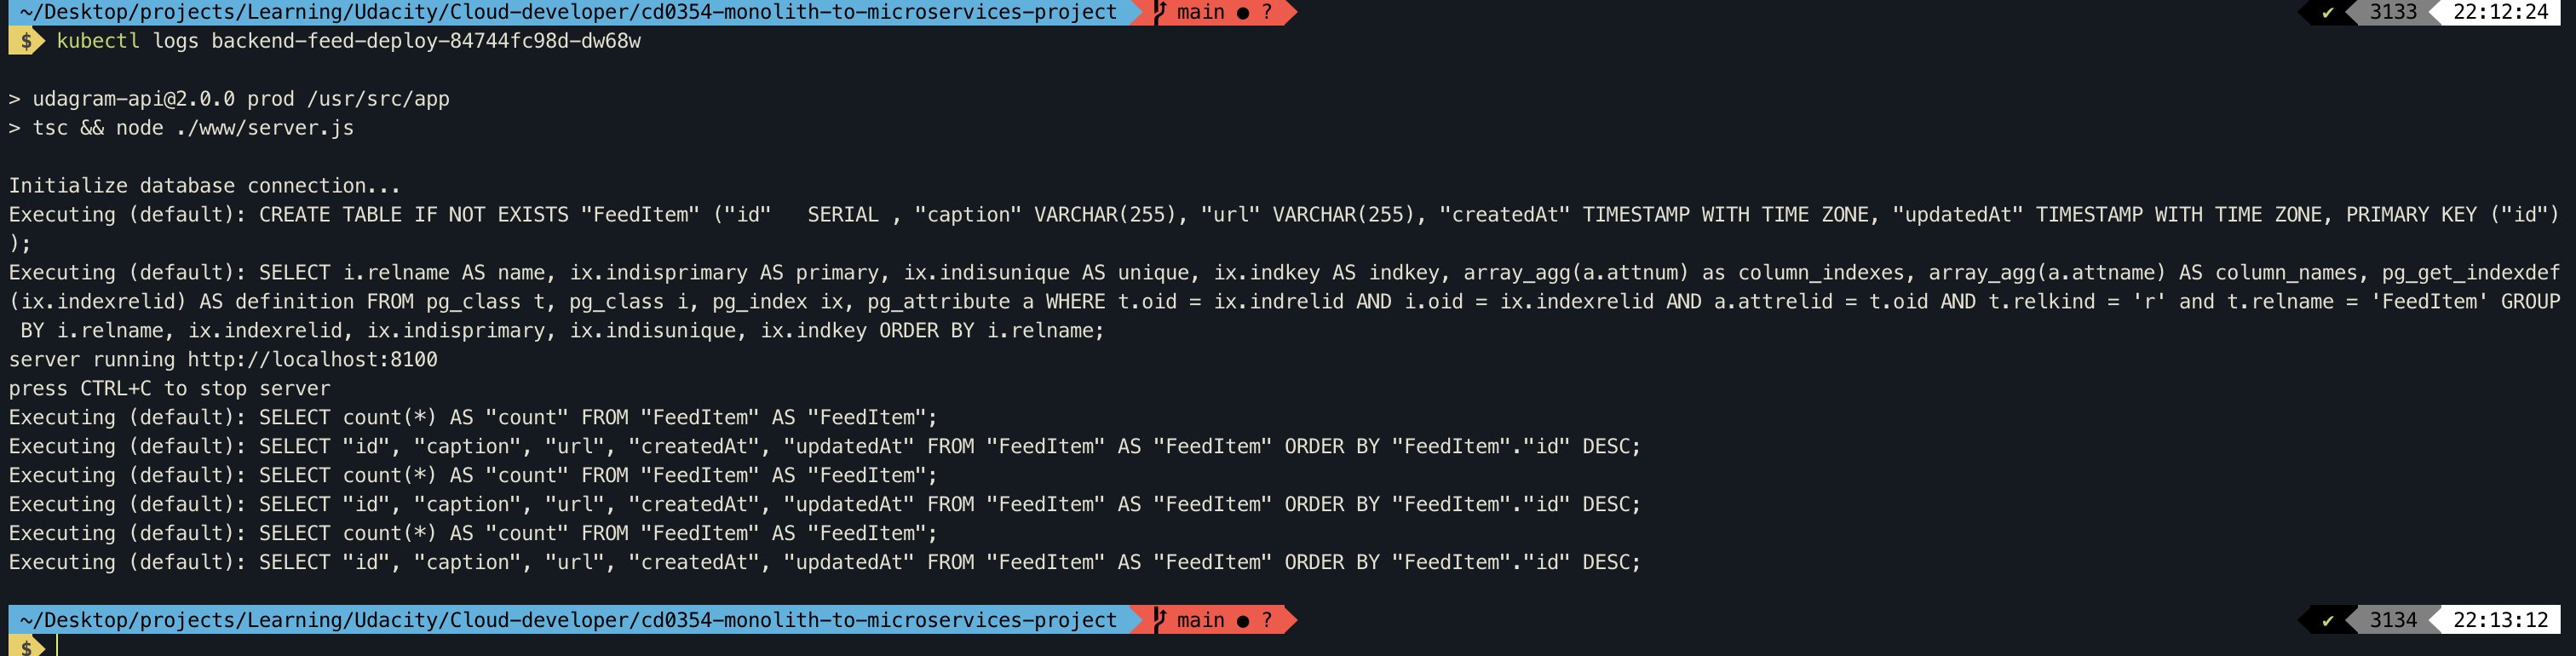 ~/Desktop/projects/Learning/Udacity/Cloud-developer/cd0354-monolith-to-microservices-project main ● ? ✔ 3133 22:12:24
$ kubectl logs backend-feed-deploy-84744fc98d-dw68w
> udagram-api@2.0.0 prod /usr/src/app
> tsc && node ./www/server.js
Initialize database connection...
Executing (default): CREATE TABLE IF NOT EXISTS "FeedItem" ("id"   SERIAL , "caption" VARCHAR(255), "url" VARCHAR(255), "createdAt" TIMESTAMP WITH TIME ZONE, "updatedAt" TIMESTAMP WITH TIME ZONE, PRIMARY KEY ("id")
);
Executing (default): SELECT i.relname AS name, ix.indisprimary AS primary, ix.indisunique AS unique, ix.indkey AS indkey, array_agg(a.attnum) as column_indexes, array_agg(a.attname) AS column_names, pg_get_indexdef
(ix.indexrelid) AS definition FROM pg_class t, pg_class i, pg_index ix, pg_attribute a WHERE t.oid = ix.indrelid AND i.oid = ix.indexrelid AND a.attrelid = t.oid AND t.relkind = 'r' and t.relname = 'FeedItem' GROUP
 BY i.relname, ix.indexrelid, ix.indisprimary, ix.indisunique, ix.indkey ORDER BY i.relname;
server running http://localhost:8100
press CTRL+C to stop server
Executing (default): SELECT count(*) AS "count" FROM "FeedItem" AS "FeedItem";
Executing (default): SELECT "id", "caption", "url", "createdAt", "updatedAt" FROM "FeedItem" AS "FeedItem" ORDER BY "FeedItem"."id" DESC;
Executing (default): SELECT count(*) AS "count" FROM "FeedItem" AS "FeedItem";
Executing (default): SELECT "id", "caption", "url", "createdAt", "updatedAt" FROM "FeedItem" AS "FeedItem" ORDER BY "FeedItem"."id" DESC;
Executing (default): SELECT count(*) AS "count" FROM "FeedItem" AS "FeedItem";
Executing (default): SELECT "id", "caption", "url", "createdAt", "updatedAt" FROM "FeedItem" AS "FeedItem" ORDER BY "FeedItem"."id" DESC;
~/Desktop/projects/Learning/Udacity/Cloud-developer/cd0354-monolith-to-microservices-project main ● ? ✔ 3134 22:13:12
$